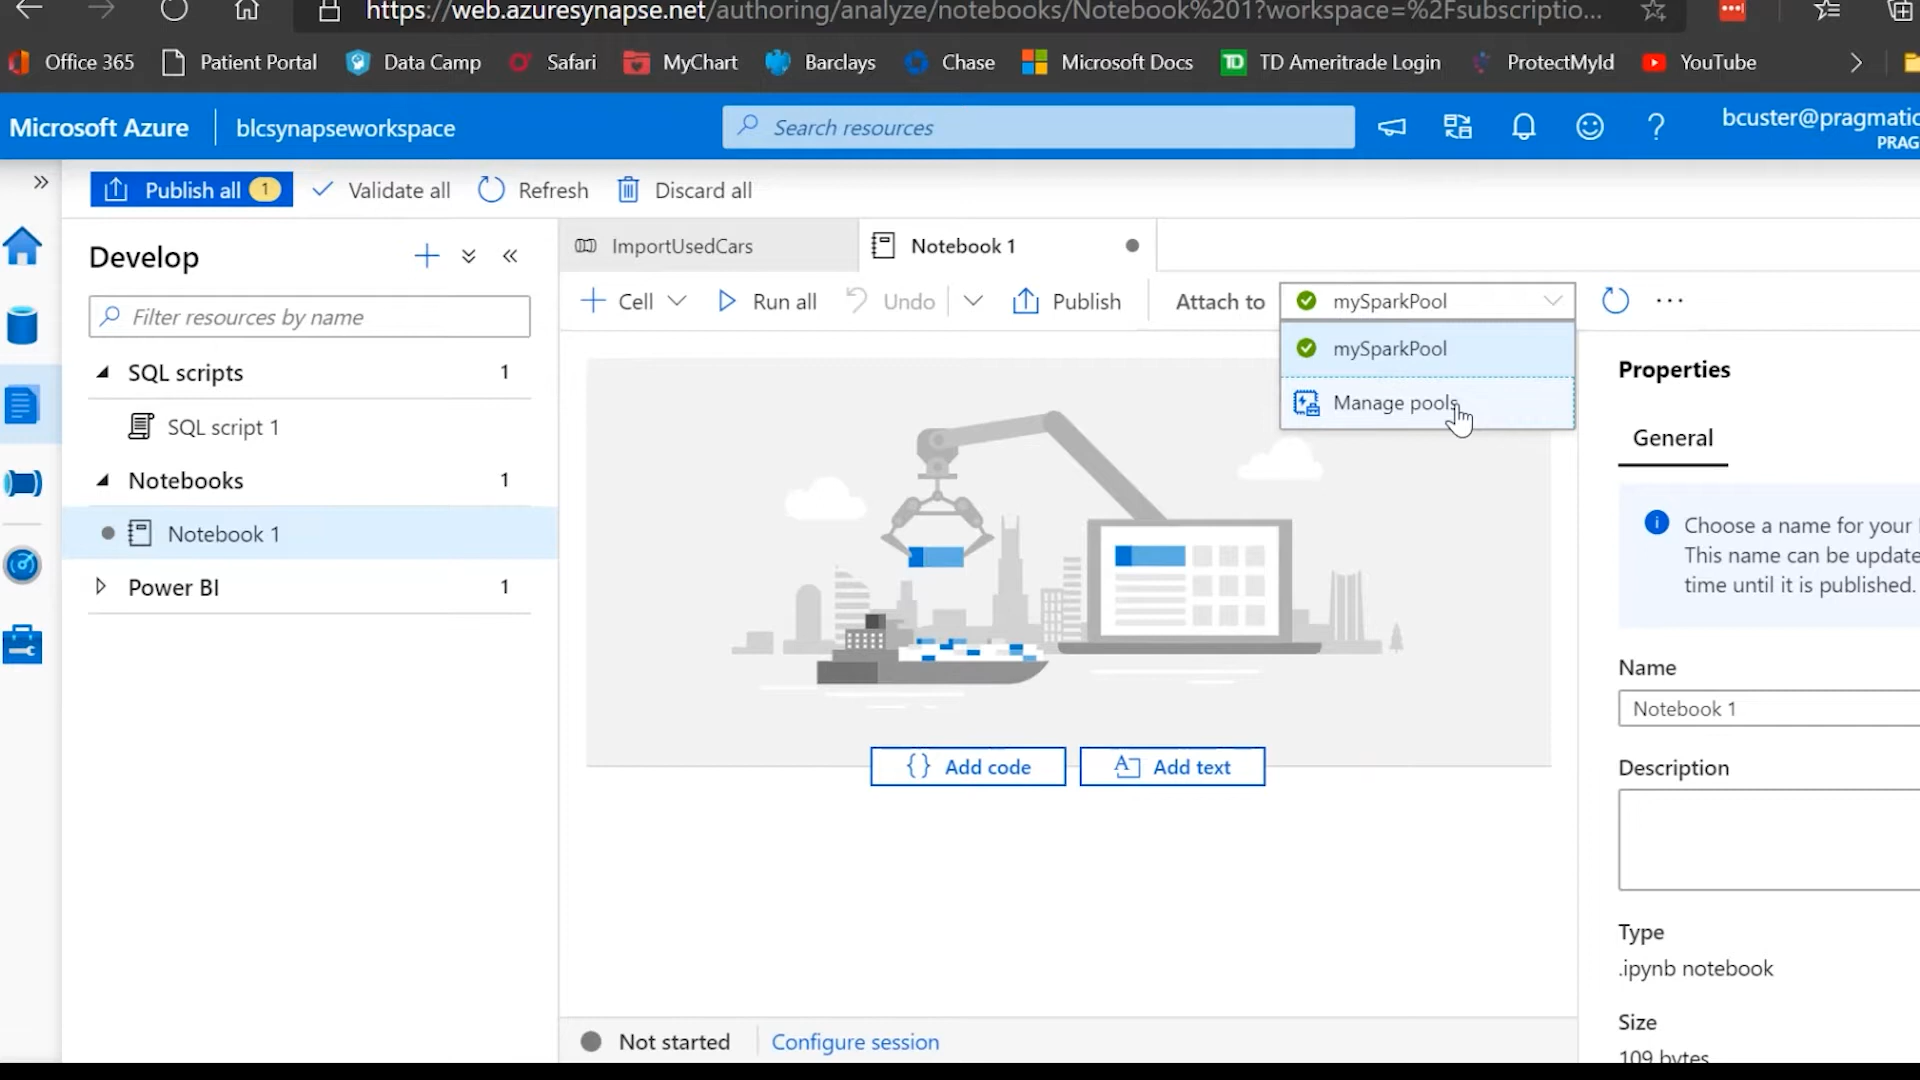 https://web.azuresynapse.net/authoring/analyze/notebooks/Notebook%201?workspace=%2Fsubscriptio...
Office 365 Patient Portal Data Camp Safari MyChart Barclays Chase Microsoft Docs TD TD Ameritrade Login ProtectMyId YouTube
Microsoft Azure blcsynapseworkspace Search resources bcuster@pragmatic
PRAG
Publish all 1 Validate all Refresh Discard all
Develop
ImportUsedCars Notebook 1
Cell Run all Undo Publish Attach to mySparkPool
Filter resources by name
mySparkPool
Manage pools
SQL scripts 1
SQL script 1
Notebooks 1
Notebook 1
Power BI 1
Add code Add text
Not started Configure session
Properties
General
Choose a name for your
This name can be update
time until it is published.
Name
Notebook 1
Description
Type
.ipynb notebook
Size
109 bytes